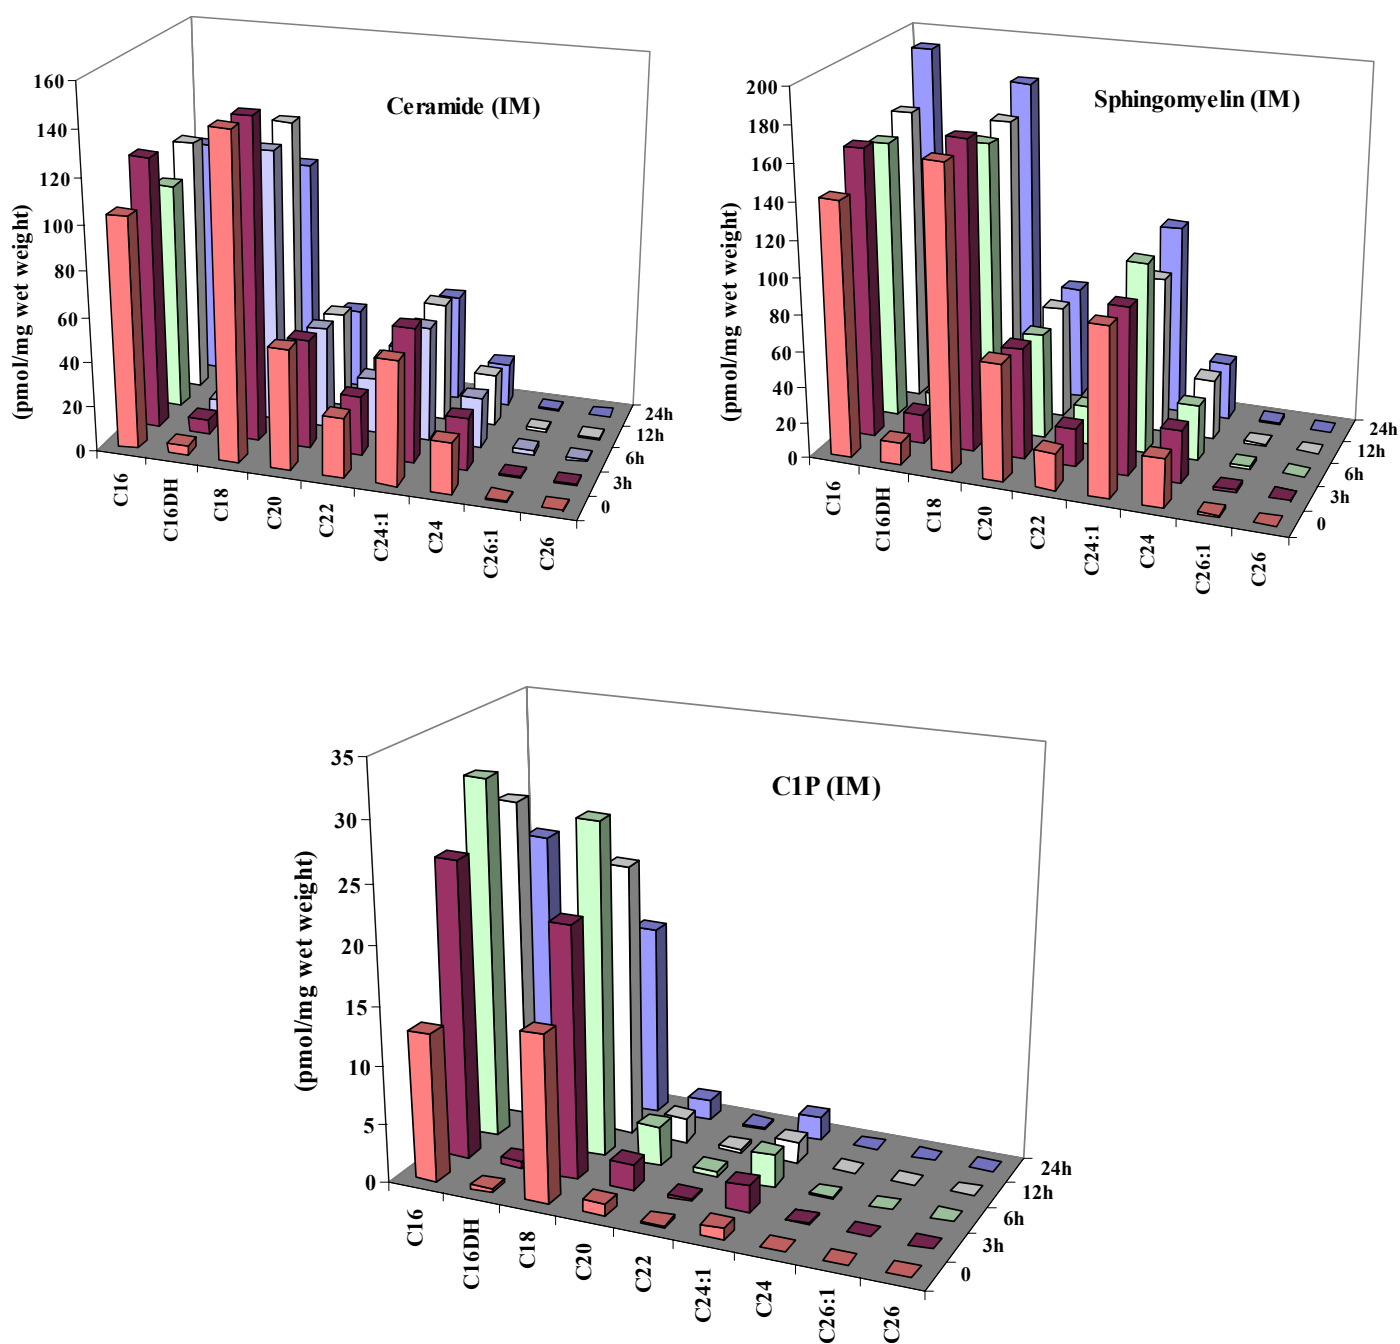 Ceramide (IM)
(pmol/mg wet weight)
160
140
120
100
80
60
40
20
0
C16
C16DH
C18
C20
C22
C24:1
C24
C26:1
C26
24h
12h
6h
3h
0
Sphingomyelin (IM)
(pmol/mg wet weight)
200
180
160
140
120
100
80
60
40
20
0
C16
C16DH
C18
C20
C22
C24:1
C24
C26:1
C26
24h
12h
6h
3h
0
C1P (IM)
(pmol/mg wet weight)
35
30
25
20
15
10
5
0
C16
C16DH
C18
C20
C22
C24:1
C24
C26:1
C26
24h
12h
6h
3h
0